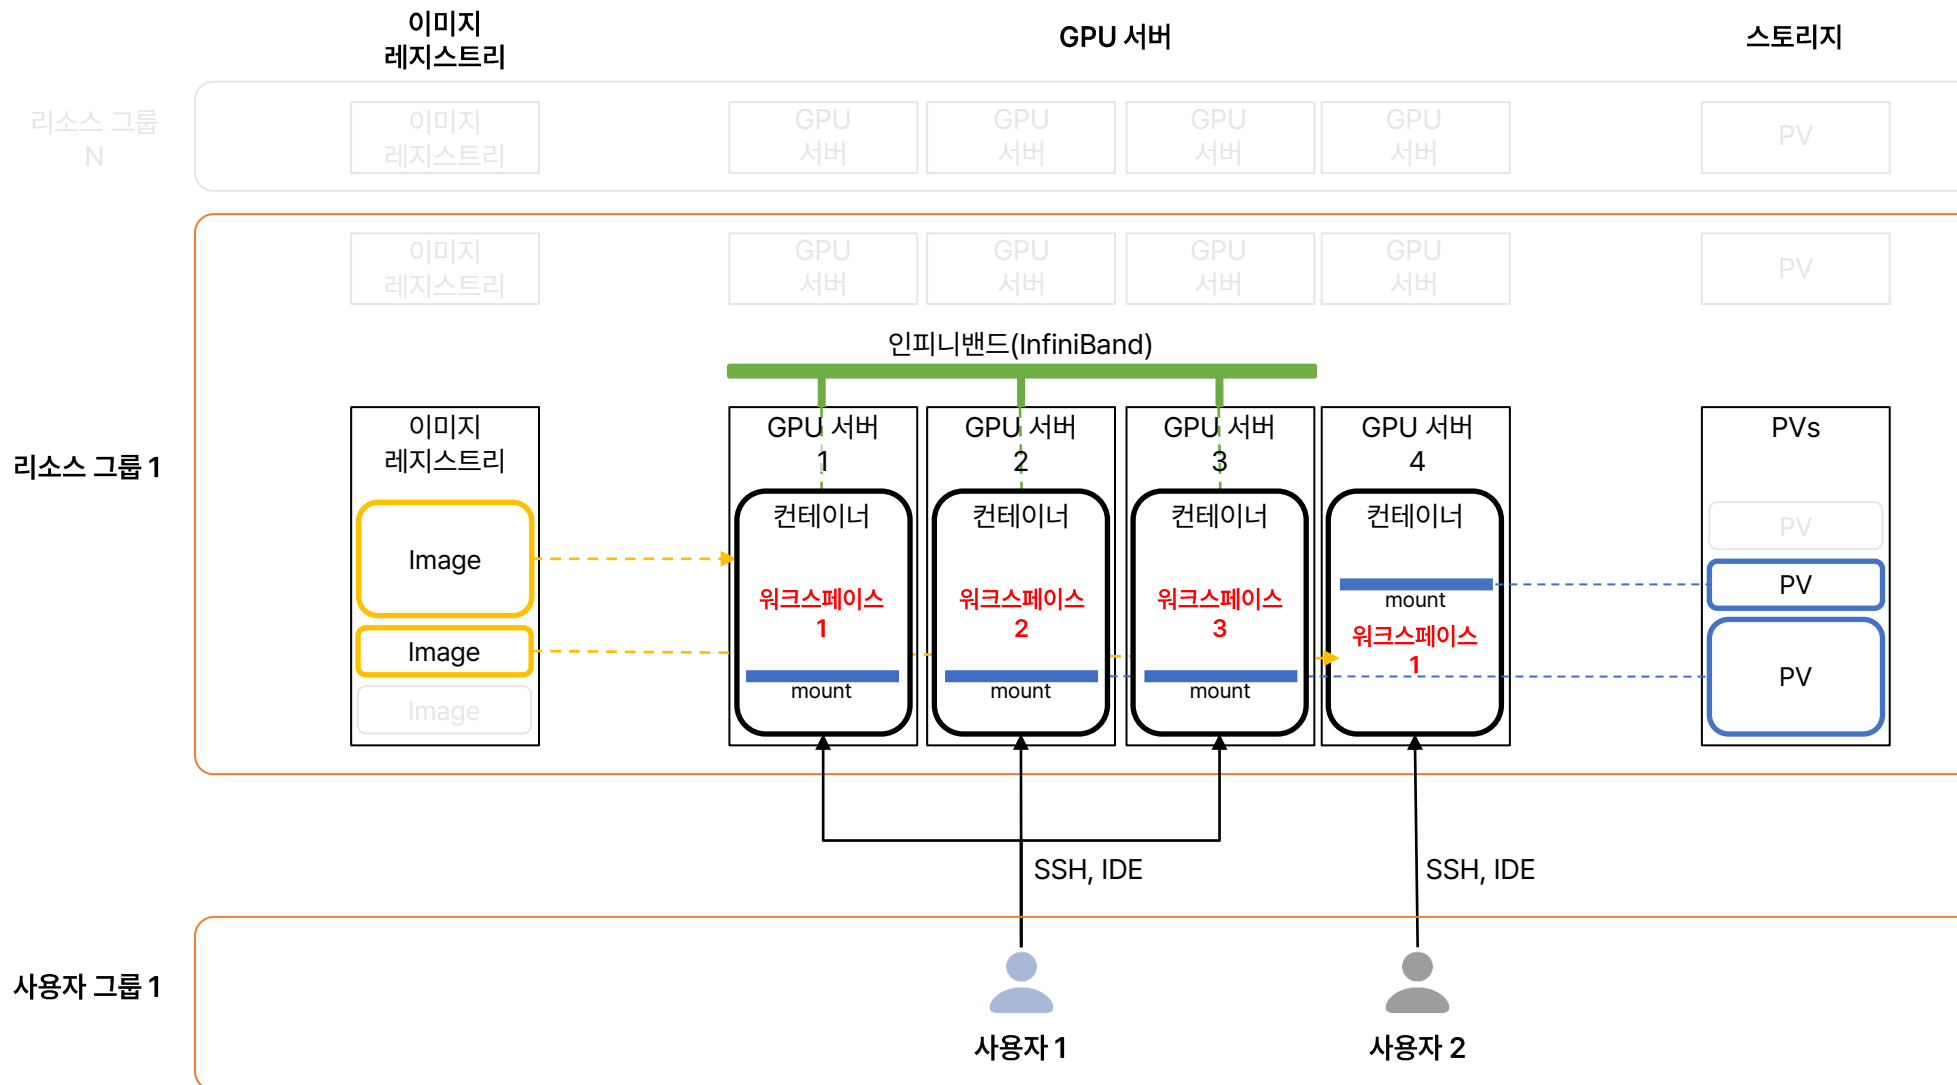 이미지
레지스트리
GPU 서버
스토리지
리소스 그룹
N
이미지
레지스트리
GPU
서버
GPU
서버
GPU
서버
GPU
서버
PV
이미지
레지스트리
GPU
서버
GPU
서버
GPU
서버
GPU
서버
PV
인피니밴드(InfiniBand)
리소스 그룹 1
이미지
레지스트리
Image
Image
Image
GPU 서버
1
컨테이너
워크스페이스
1
mount
GPU 서버
2
컨테이너
워크스페이스
2
mount
GPU 서버
3
컨테이너
워크스페이스
3
mount
GPU 서버
4
컨테이너
mount
워크스페이스
1
PVs
PV
PV
PV
SSH, IDE
SSH, IDE
사용자 그룹 1
사용자 1
사용자 2